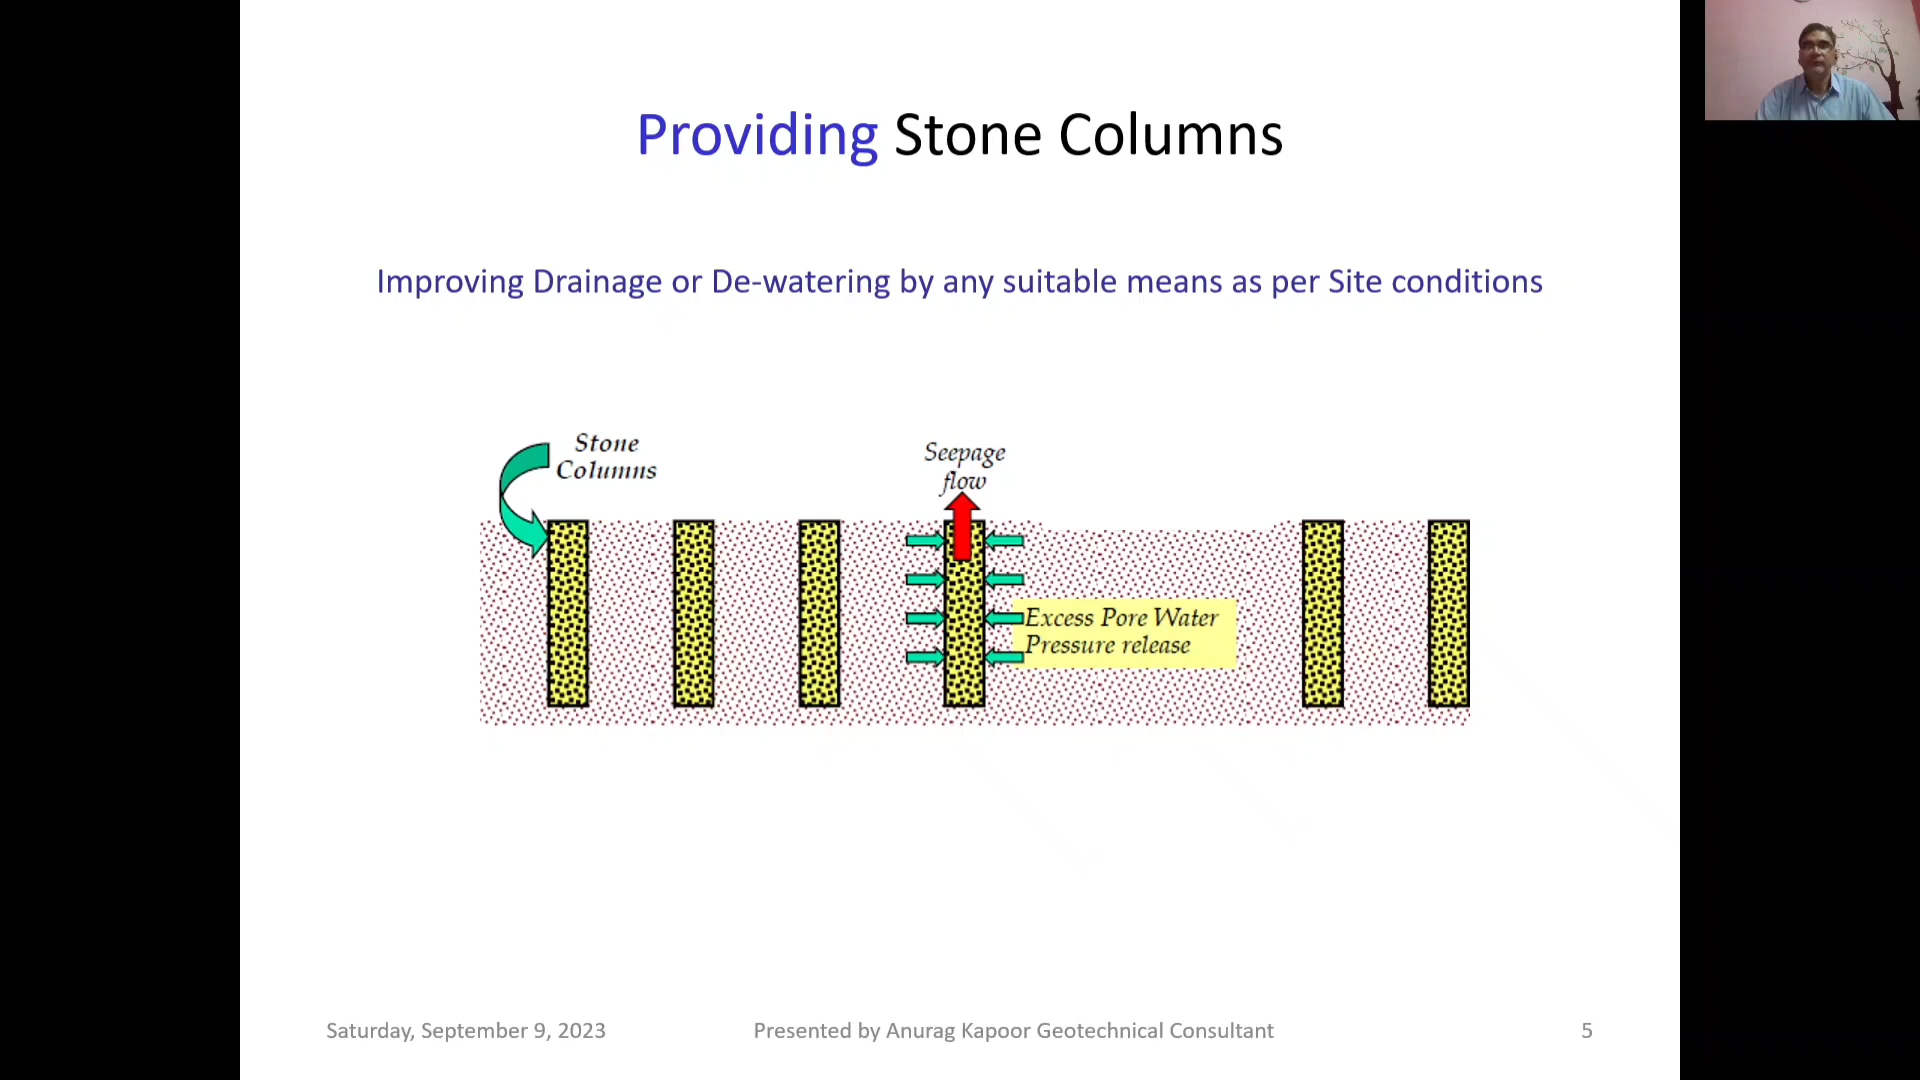 Providing Stone Columns
Improving Drainage or De-watering by any suitable means as per Site conditions
Stone
Columns
Seepage
flow
Excess Pore Water
Pressure release
Saturday, September 9, 2023
Presented by Anurag Kapoor Geotechnical Consultant
5